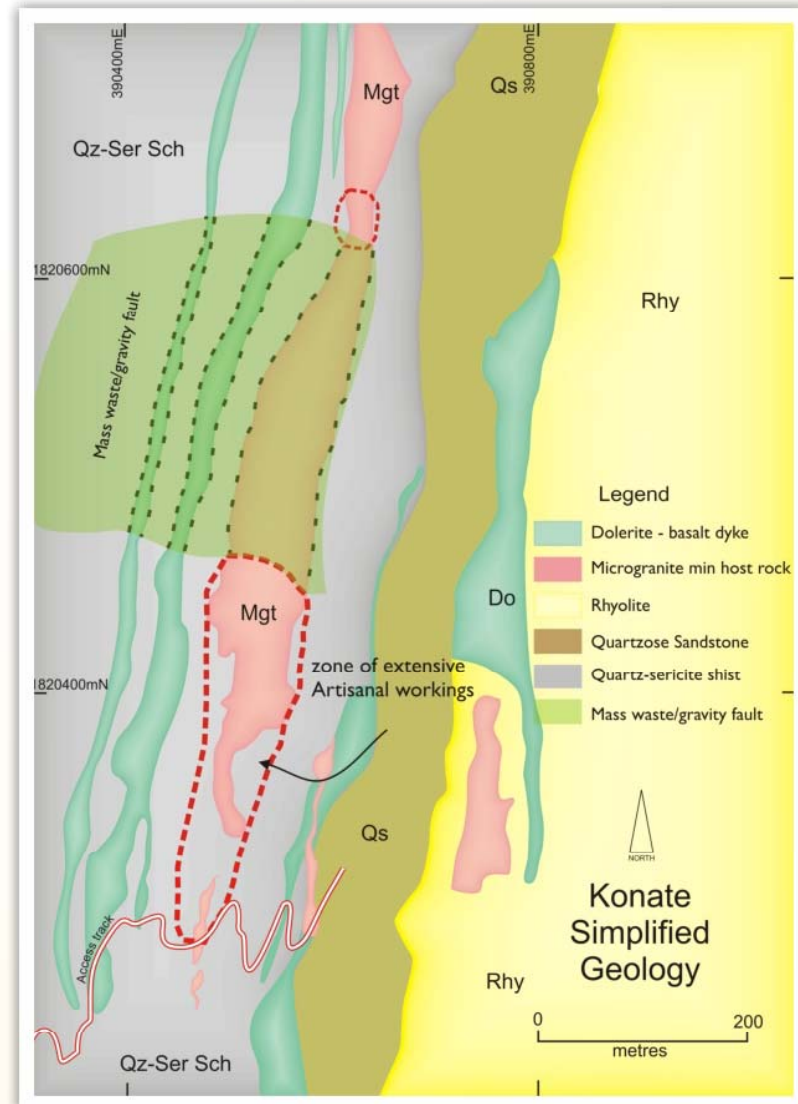 390400mE
390800mE
Qs
Mgt
Qz-Ser Sch
1820600mN
Rhy
Mass waste/gravity fault
Legend
Dolerite - basalt dyke
Microgranite min host rock
Rhyolite
Quartzose Sandstone
Quartz-sericite shist
Mass waste/gravity fault
Do
Mgt
zone of extensive
Artisanal workings
1820400mN
Qs
NORTH
Konate
Simplified
Geology
Access track
Rhy
0
200
metres
Qz-Ser Sch